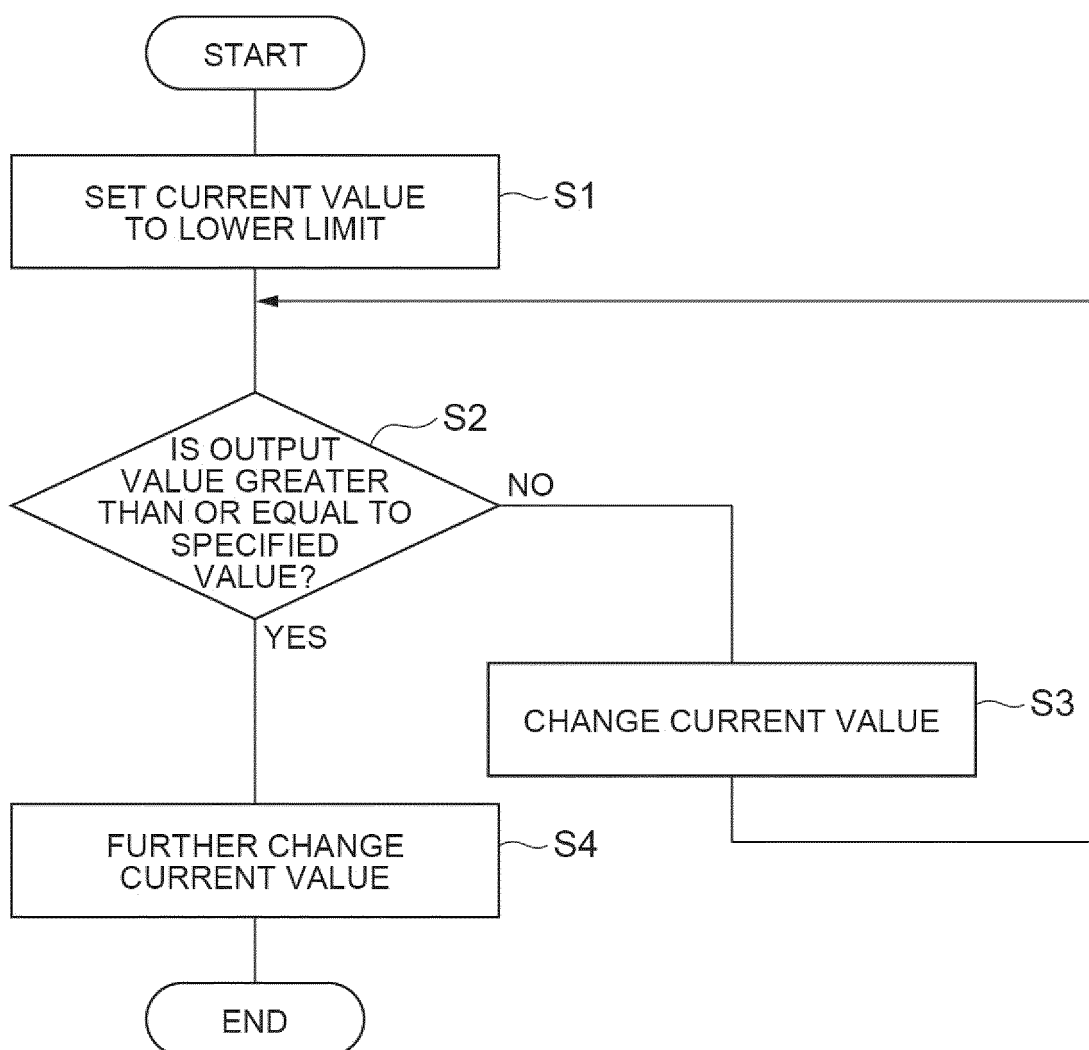 START
SET CURRENT VALUE
TO LOWER LIMIT
S1
S2
IS OUTPUT
VALUE GREATER
THAN OR EQUAL TO
SPECIFIED
VALUE?
NO
YES
CHANGE CURRENT VALUE
S3
FURTHER CHANGE
CURRENT VALUE
S4
END